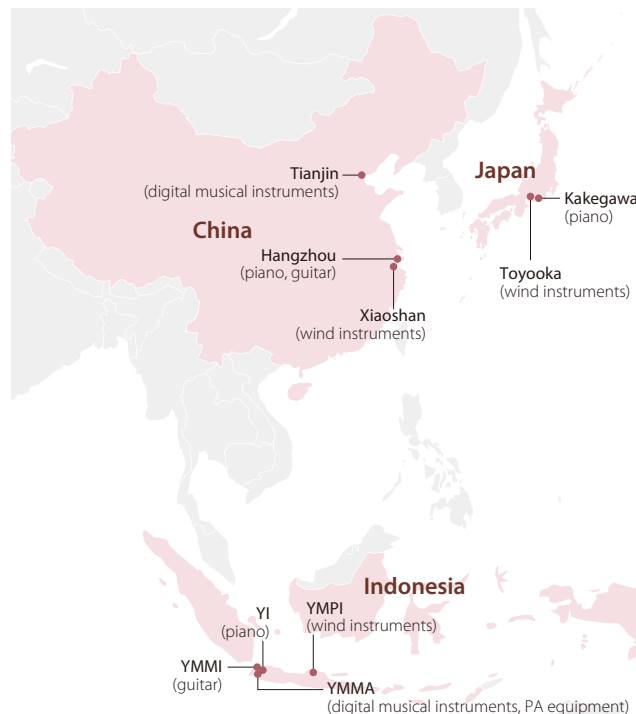 Tianjin
(digital musical instruments)
Japan
Kakegawa
(piano)
China
Hangzhou
(piano, guitar)
Toyooka
(wind instruments)
Xiaoshan
(wind instruments)
Indonesia
YI
(piano)
YMPI
(wind instruments)
YMMI
(guitar)
YMMA
(digital musical instruments, PA equipment)